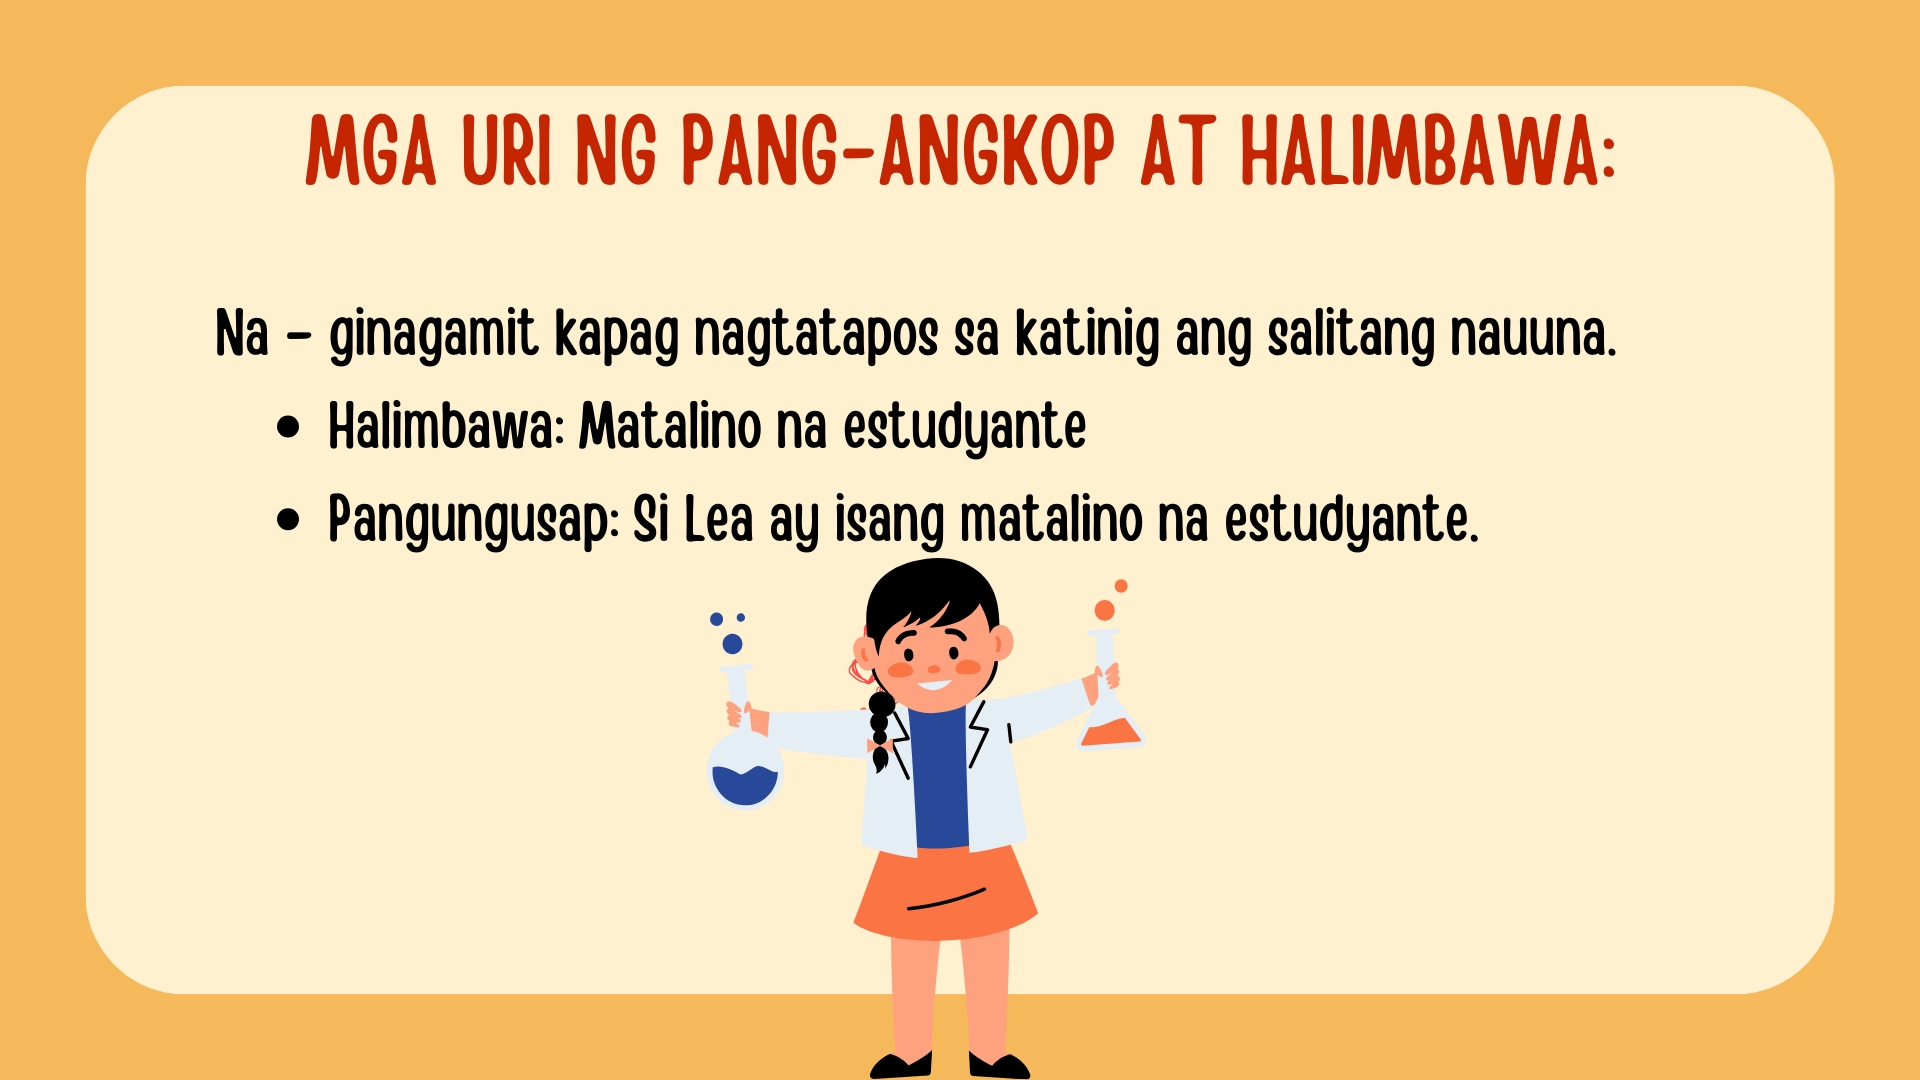 MGA URI NG PANG-ANGKOP AT HALIMBAWA:
Na – ginagamit kapag nagtatapos sa katinig ang salitang nauuna.
• Halimbawa: Matalino na estudyante
• Pangungusap: Si Lea ay isang matalino na estudyante.